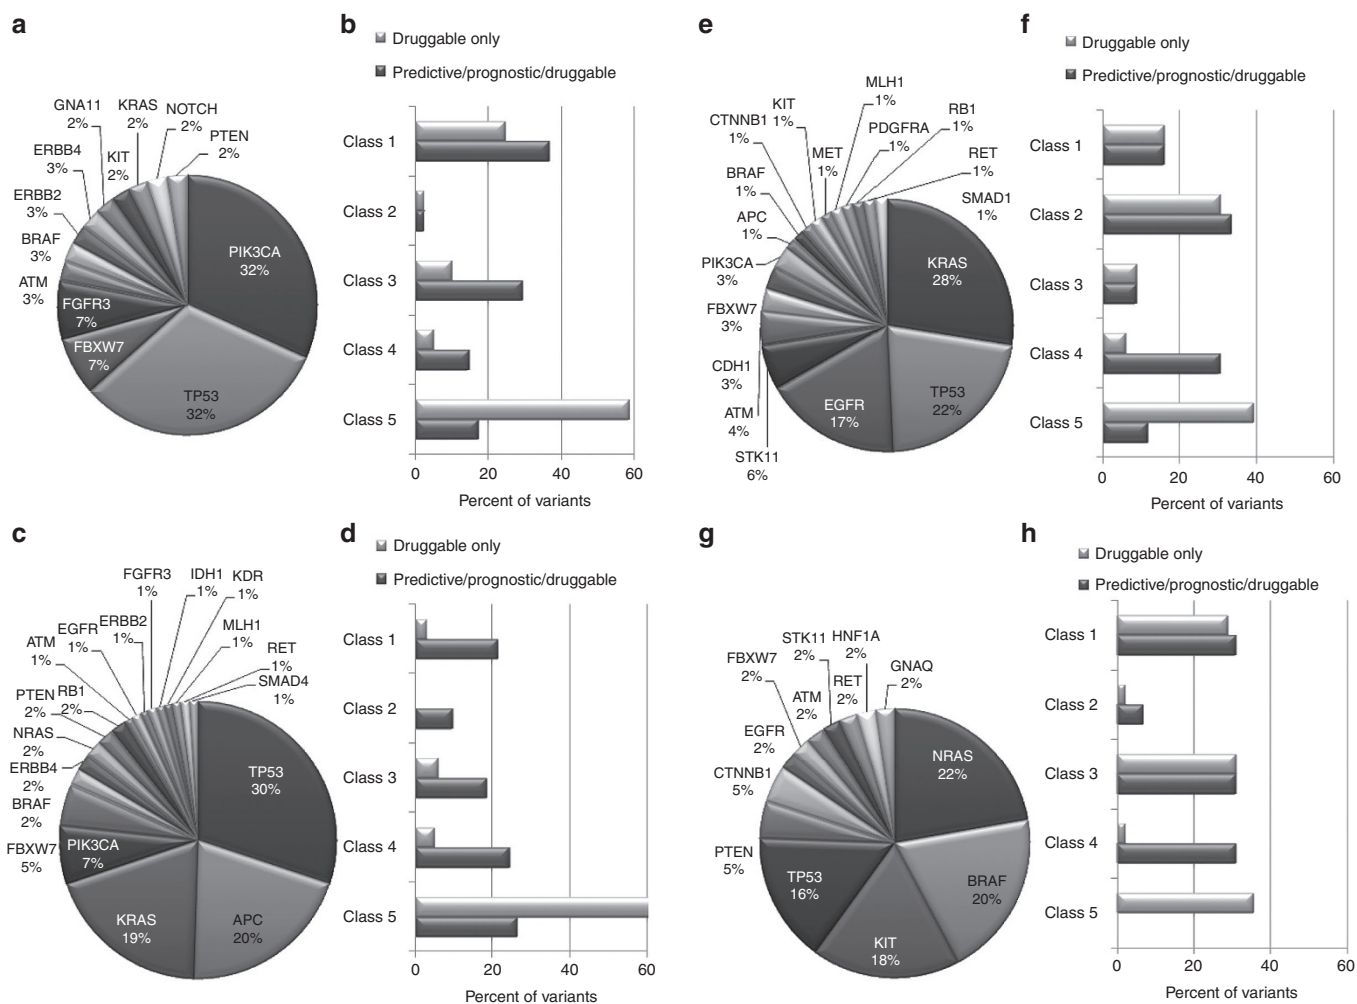 a
GNA11
2%
KRAS
2%
NOTCH
2%
PTEN
2%
ERBB4
3%
KIT
2%
ERBB2
3%
BRAF
3%
ATM
3%
FGFR3
7%
FBXW7
7%
TP53
32%
PIK3CA
32%
b
Druggable only
Predictive/prognostic/druggable
Class 1
Class 2
Class 3
Class 4
Class 5
0 20 40 60
Percent of variants
e
MLH1
1%
KIT
1%
CTNNB1
1%
PDGFRA
1%
RB1
1%
MET
1%
RET
1%
BRAF
1%
SMAD1
1%
APC
1%
PIK3CA
3%
FBXW7
3%
CDH1
3%
ATM
4%
STK11
6%
EGFR
17%
TP53
22%
KRAS
28%
f
Druggable only
Predictive/prognostic/druggable
Class 1
Class 2
Class 3
Class 4
Class 5
0 20 40 60
Percent of variants
c
FGFR3
1%
IDH1
1%
KDR
1%
ERBB2
1%
MLH1
1%
EGFR
1%
ATM
1%
RET
1%
SMAD4
1%
PTEN
2%
RB1
2%
NRAS
2%
ERBB4
2%
BRAF
2%
FBXW7
5%
PIK3CA
7%
KRAS
19%
APC
20%
TP53
30%
d
Druggable only
Predictive/prognostic/druggable
Class 1
Class 2
Class 3
Class 4
Class 5
0 20 40 60
Percent of variants
g
STK11
2%
HNF1A
2%
FBXW7
2%
GNAQ
2%
ATM
2%
RET
2%
EGFR
2%
CTNNB1
5%
PTEN
5%
TP53
16%
KIT
18%
BRAF
20%
NRAS
22%
h
Druggable only
Predictive/prognostic/druggable
Class 1
Class 2
Class 3
Class 4
Class 5
0 20 40 60
Percent of variants